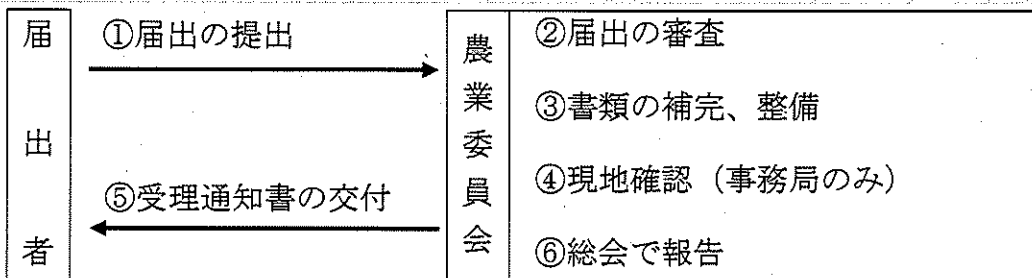 届出者
①届出の提出
⑤受理通知書の交付
農業委員会
②届出の審査
③書類の補完、整備
④現地確認（事務局のみ）
⑥総会で報告